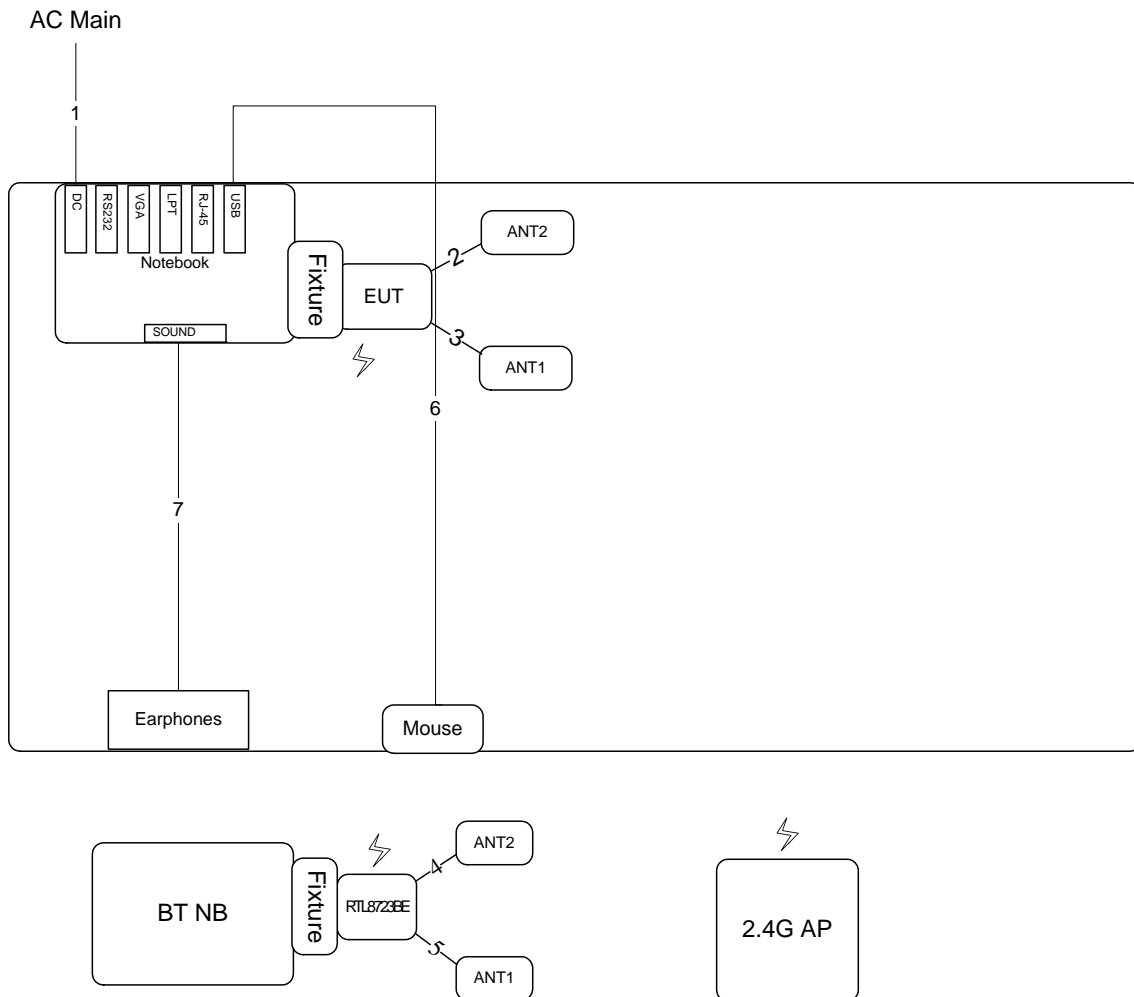 AC Main
1
DC
RS232
VGA
LPT
RJ-45
USB
Notebook
SOUND
Fixture
EUT
2
ANT2
3
ANT1
6
7
Earphones
Mouse
BT NB
Fixture
RTL8723BE
4
ANT2
5
ANT1
2.4G AP